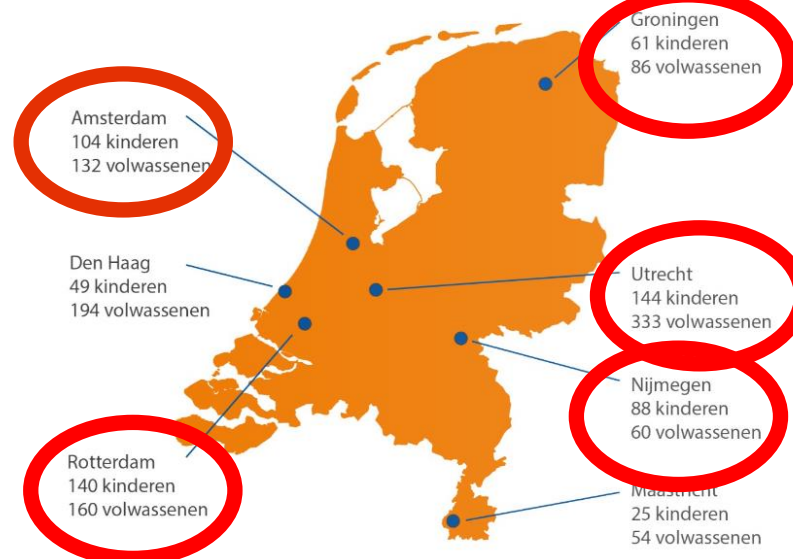 Groningen
61 kinderen
86 volwassenen
Amsterdam
104 kinderen
132 volwassenen
Den Haag
49 kinderen
194 volwassenen
Utrecht
144 kinderen
333 volwassenen
Nijmegen
88 kinderen
60 volwassenen
Rotterdam
140 kinderen
160 volwassenen
Maastricht
25 kinderen
54 volwassenen